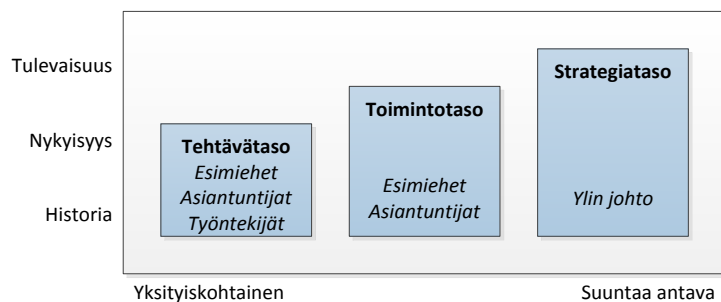 Tulevaisuus
Nykyisyys
Historia
Tehtävätaso
Esimiehet
Asiantuntijat
Työntekijät
Toimintotaso
Esimiehet
Asiantuntijat
Strategiataso
Ylin johto
Yksityiskohtainen
Suuntaa antava